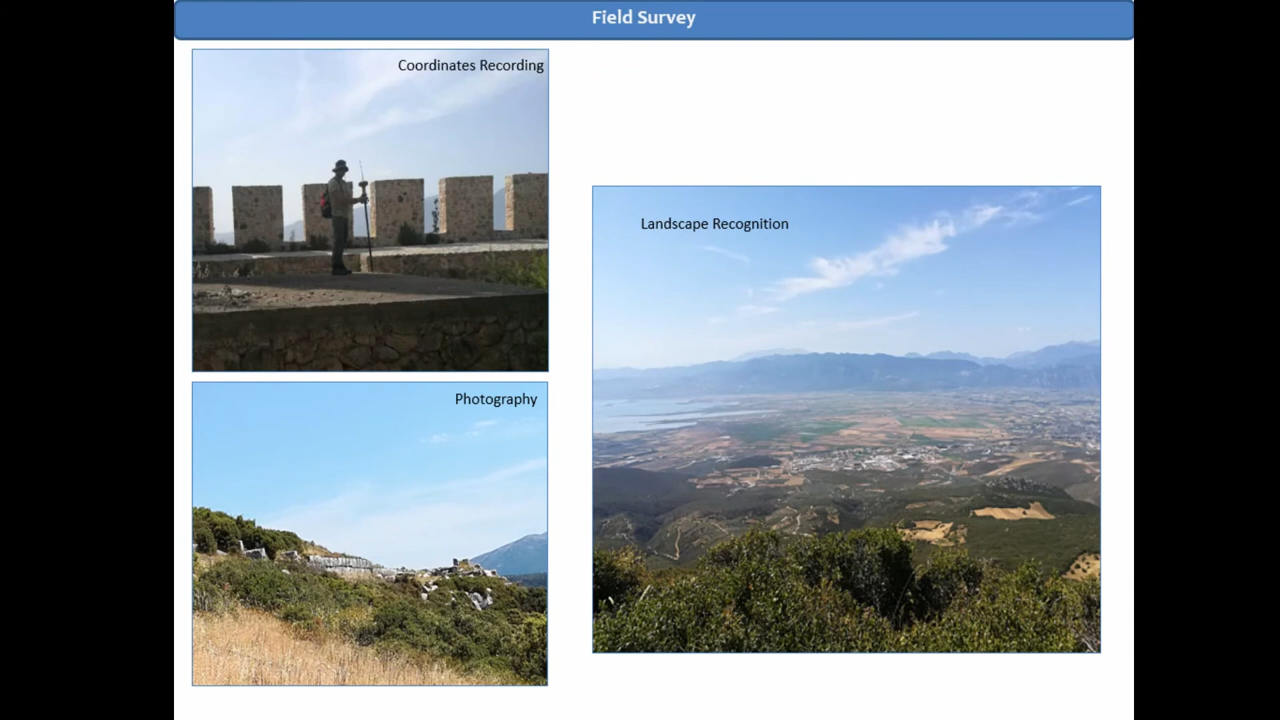 Field Survey
Coordinates Recording
Landscape Recognition
Photography